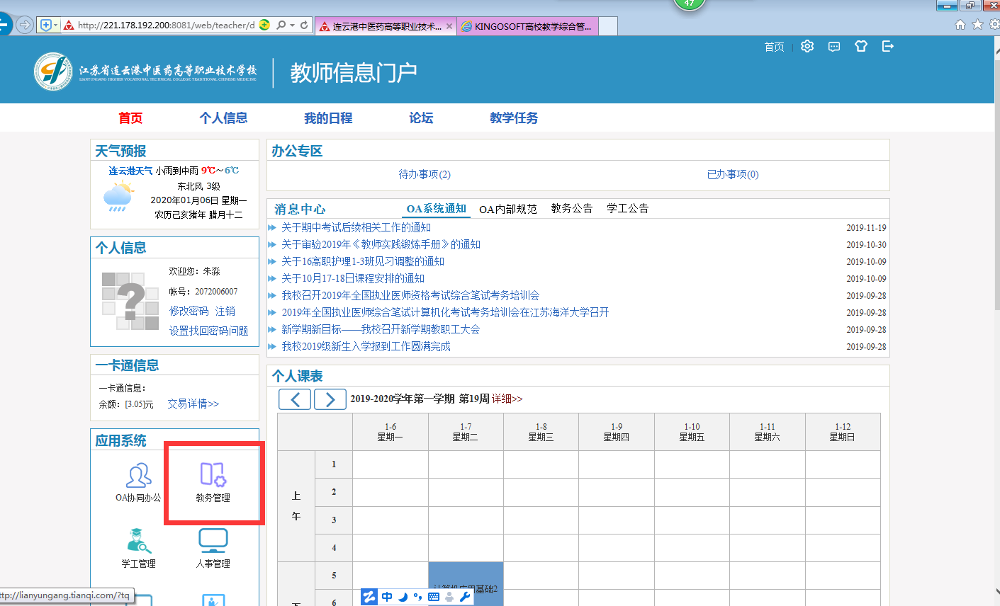 47
http://221.178.192.200:8081/web/teacher/d
连云港中医药高等职业技术...
KINGOSOFT高校教学综合管...
首页
江苏省连云港中医药高等职业技术学校
LIANYUNGANG HIGHER VOCATIONAL TECHNICAL COLLEGE TRADITIONAL CHINESE MEDICINE
教师信息门户
首页 个人信息 我的日程 论坛 教学任务
天气预报
连云港天气 小雨到中雨 9℃~6℃
东北风 3级
2020年01月06日 星期一
农历己亥猪年 腊月十二
办公专区
待办事项(2) 已办事项(0)
消息中心 OA系统通知 OA内部规范 教务公告 学工公告
关于期中考试后续相关工作的通知 2019-11-19
关于审验2019年《教师实践锻炼手册》的通知 2019-10-30
关于16高职护理1-3班见习调整的通知 2019-10-09
关于10月17-18日课程安排的通知 2019-10-09
我校召开2019年全国执业医师资格考试综合笔试考务培训会 2019-09-28
2019年全国执业医师综合笔试计算机化考试考务培训会在江苏海洋大学召开 2019-09-28
新学期新目标——我校召开新学期教职工大会 2019-09-28
我校2019级新生入学报到工作圆满完成 2019-09-28
个人信息
欢迎您：朱淼
帐号：2072006007
修改密码 注销
设置找回密码问题
一卡通信息
一卡通信息：
余额：[3.05]元 交易详情>>
应用系统
OA协同办公 教务管理
学工管理 人事管理
个人课表
2019-2020学年第一学期 第19周 详细>>
1-6 1-7 1-8 1-9 1-10 1-11 1-12
星期一 星期二 星期三 星期四 星期五 星期六 星期日
上午
1
2
3
4
5
计算机应用基础2
6
中
ttp://lianyungang.tianqi.com/?tq